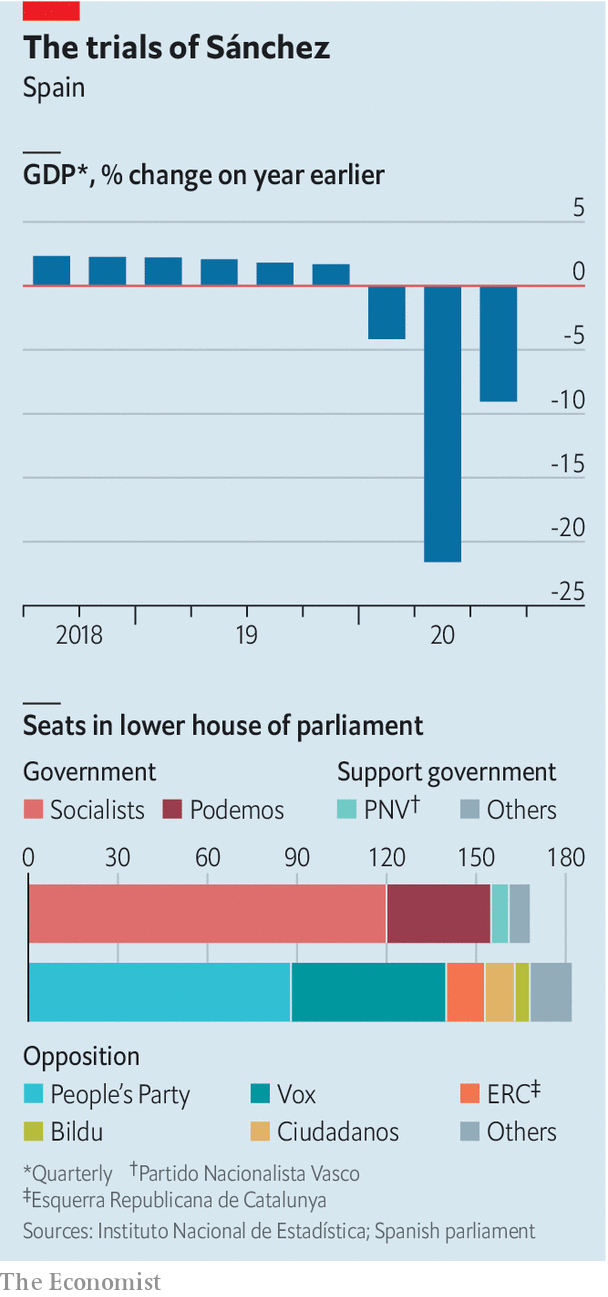 The trials of Sánchez
Spain
GDP*, % change on year earlier
5
0
-5
-10
-15
-20
-25
2018 19 20
Seats in lower house of parliament
Government Support government
Socialists Podemos PNV† Others
0 30 60 90 120 150 180
Opposition
People’s Party Vox ERC‡
Bildu Ciudadanos Others
*Quarterly †Partido Nacionalista Vasco
‡Esquerra Republicana de Catalunya
Sources: Instituto Nacional de Estadística; Spanish parliament
The Economist